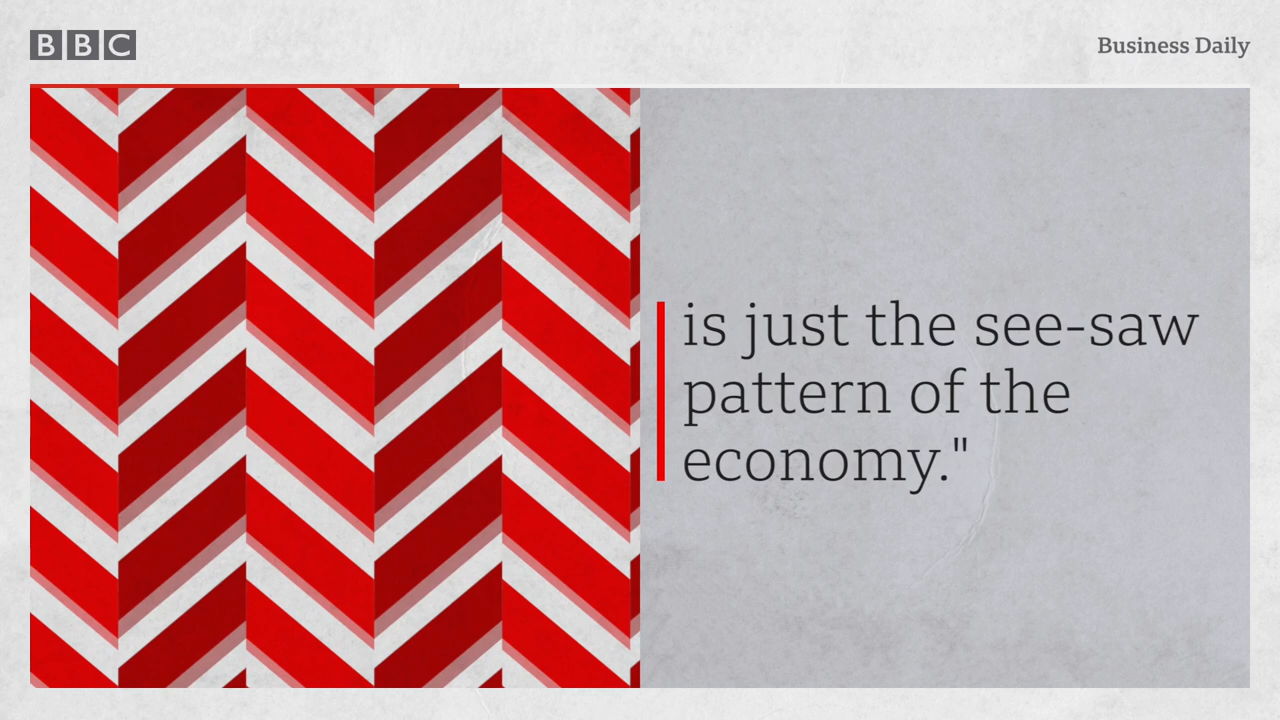 BBC
Business Daily
is just the see-saw
pattern of the
economy."